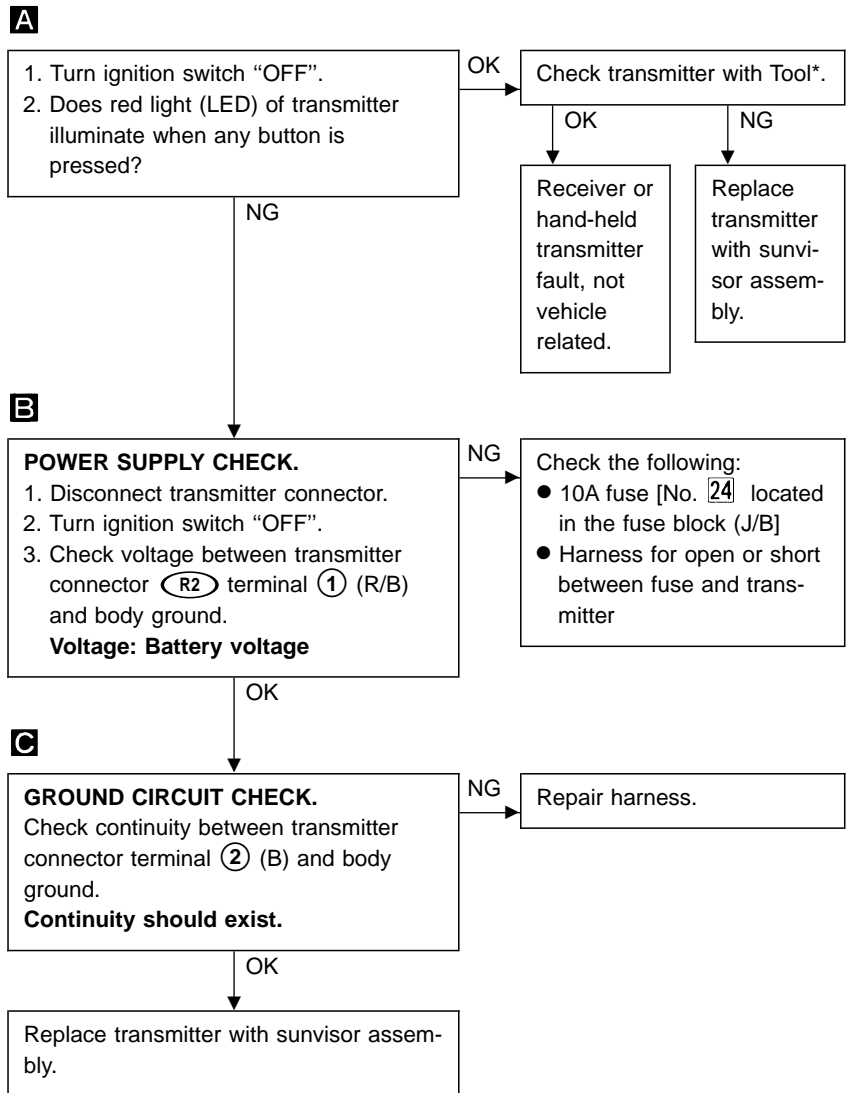 A
1. Turn ignition switch “OFF”.
2. Does red light (LED) of transmitter
illuminate when any button is
pressed?
OK
Check transmitter with Tool*.
OK
NG
Receiver or
hand-held
transmitter
fault, not
vehicle
related.
Replace
transmitter
with sunvi-
sor assem-
bly.
NG
B
POWER SUPPLY CHECK.
1. Disconnect transmitter connector.
2. Turn ignition switch “OFF”.
3. Check voltage between transmitter
connector R2 terminal 1 (R/B)
and body ground.
Voltage: Battery voltage
NG
Check the following:
● 10A fuse [No. 24 located
in the fuse block (J/B]
● Harness for open or short
between fuse and trans-
mitter
OK
C
GROUND CIRCUIT CHECK.
Check continuity between transmitter
connector terminal 2 (B) and body
ground.
Continuity should exist.
NG
Repair harness.
OK
Replace transmitter with sunvisor assem-
bly.